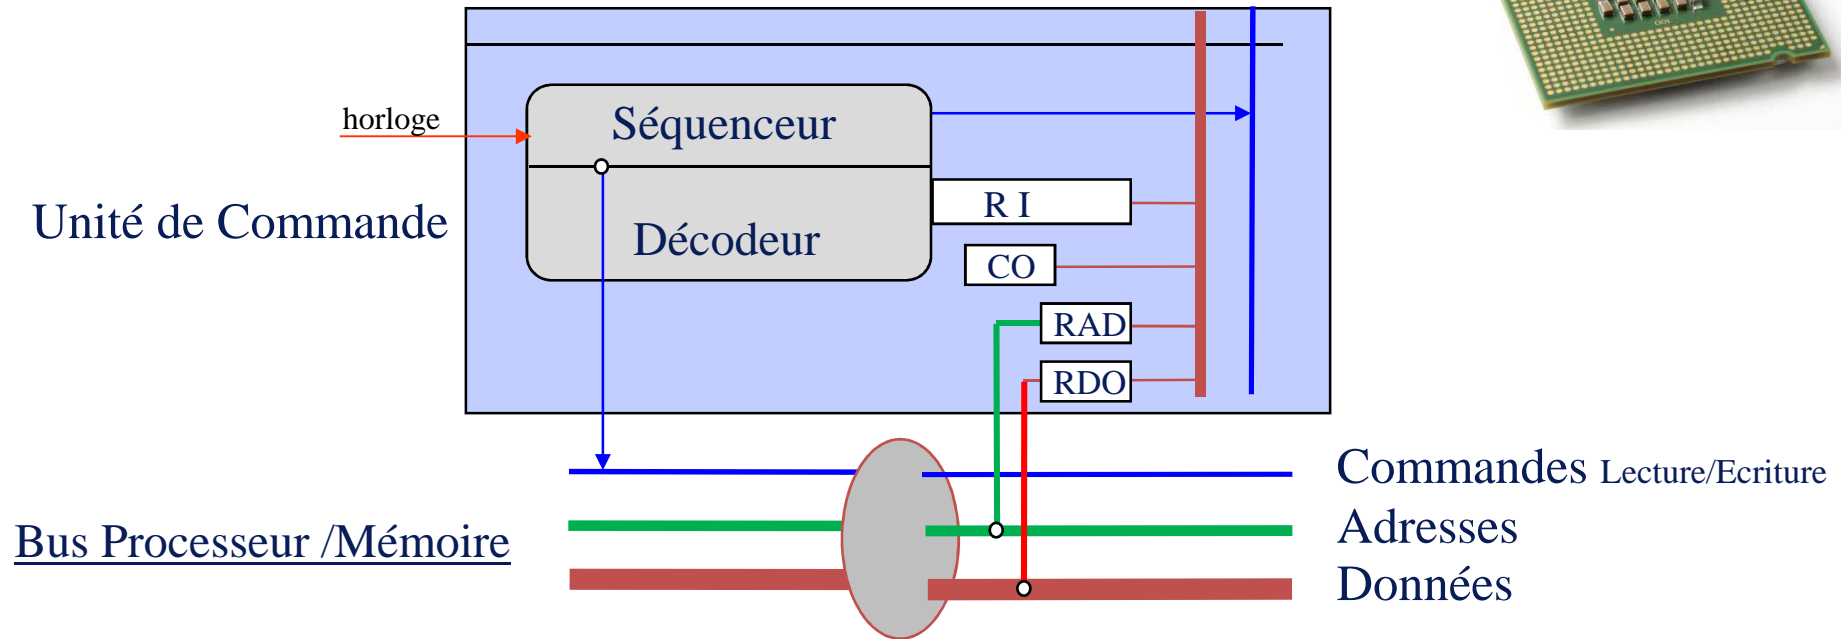 horloge
Séquenceur
Unité de Commande
Décodeur
R I
CO
RAD
RDO
Bus Processeur /Mémoire
Commandes Lecture/Ecriture
Adresses
Données